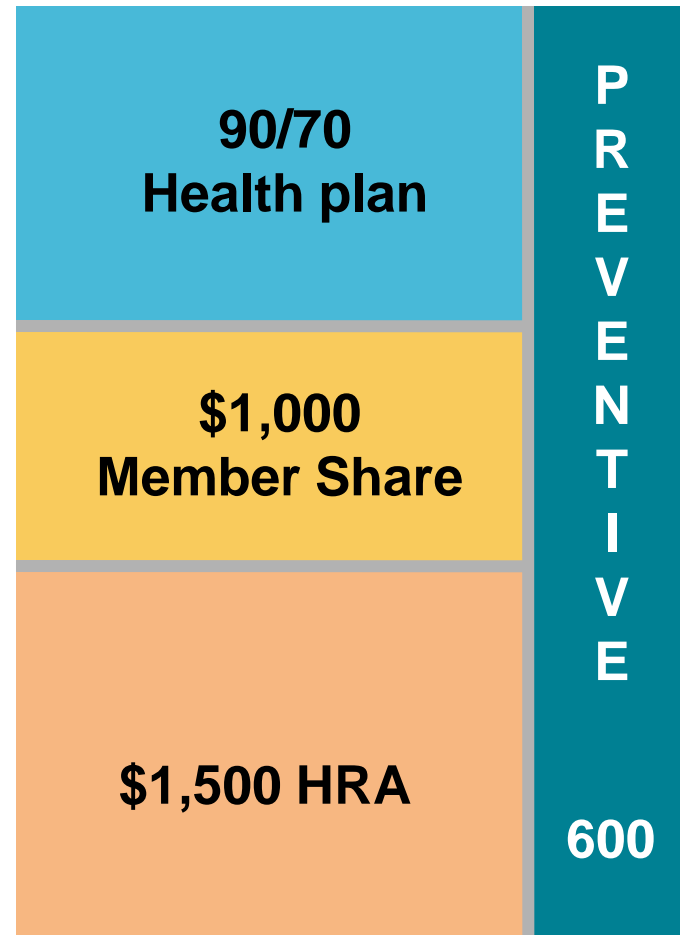 90/70
Health plan
$1,000
Member Share
$1,500 HRA
P
R
E
V
E
N
T
I
V
E
600